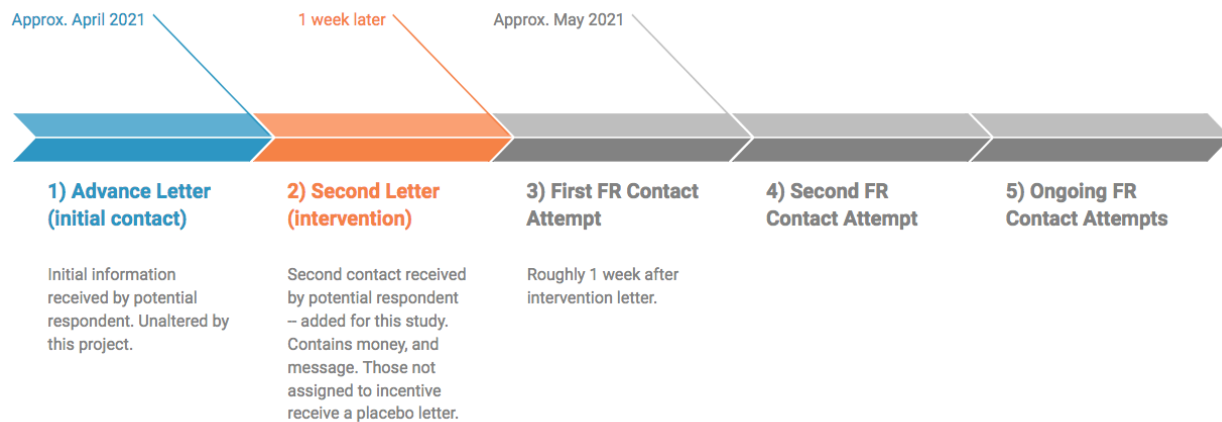 Approx. April 2021
1 week later
Approx. May 2021
1) Advance Letter
(initial contact)
Initial information
received by potential
respondent. Unaltered by
this project.
2) Second Letter
(intervention)
Second contact received
by potential respondent
– added for this study.
Contains money, and
message. Those not
assigned to incentive
receive a placebo letter.
3) First FR Contact
Attempt
Roughly 1 week after
intervention letter.
4) Second FR
Contact Attempt
5) Ongoing FR
Contact Attempts